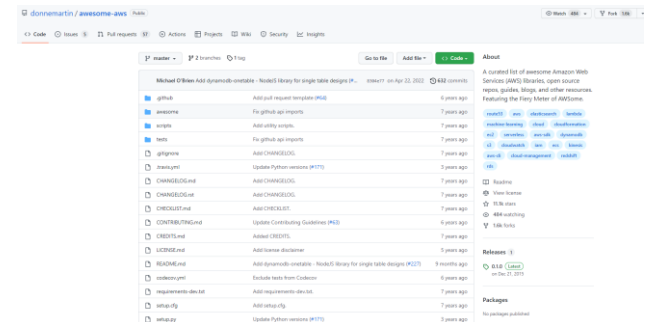 donnemartin / awesome-aws Public
Watch 484 Fork 1.6k
Code Issues Pull requests 57 Actions Projects Wiki Security Insights
master 2 branches 1 tag Go to file Add file Code
About
A curated list of awesome Amazon Web
Services (AWS) libraries, open source
repos, guides, blogs, and other resources.
Featuring the Fiery Meter of AWSome.
Michael O'Brien Add dynamodb-onetable - NodeJS library for single table designs (#... on Apr 22, 2022 632 commits
.github Add pull request template (#64) 6 years ago
awesome Fix github api imports 7 years ago
scripts Add utility scripts. 7 years ago
tests Fix github api imports 7 years ago
.gitignore Add CHANGELOG. 7 years ago
.travis.yml Update Python versions (#171) 3 years ago
CHANGELOG.md Add CHANGELOG. 7 years ago
CHANGELOG.rst Add CHANGELOG. 7 years ago
CHECKLIST.md Add CHECKLIST. 7 years ago
CONTRIBUTING.md Update Contributing Guidelines (#63) 6 years ago
CREDITS.md Added CREDITS. 7 years ago
LICENSE.md Add license disclaimer 5 years ago
README.md Add dynamodb-onetable - NodeJS library for single table designs (#227) 9 months ago
codecov.yml Exclude tests from Codecov 6 years ago
requirements-dev.txt Add requirements-dev.txt. 7 years ago
setup.cfg Add setup.cfg. 7 years ago
setup.py Update Python versions (#171) 3 years ago
route53 aws elasticsearch lambda
machine-learning cloud cloudformation
ec2 serverless aws-sdk dynamodb
s3 cloudwatch iam ecs kinesis
aws-cli cloud-management redshift
rds
Readme
View license
484 watching
1.6k forks
Releases 1
0.1.0 Latest
on Dec 21, 2015
Packages
No packages published